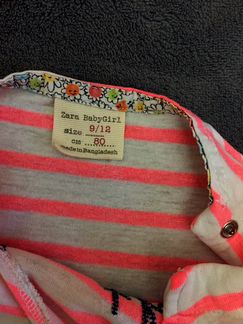 Zara BabyGirl
size 9/12
cm 80
made in Bangladesh